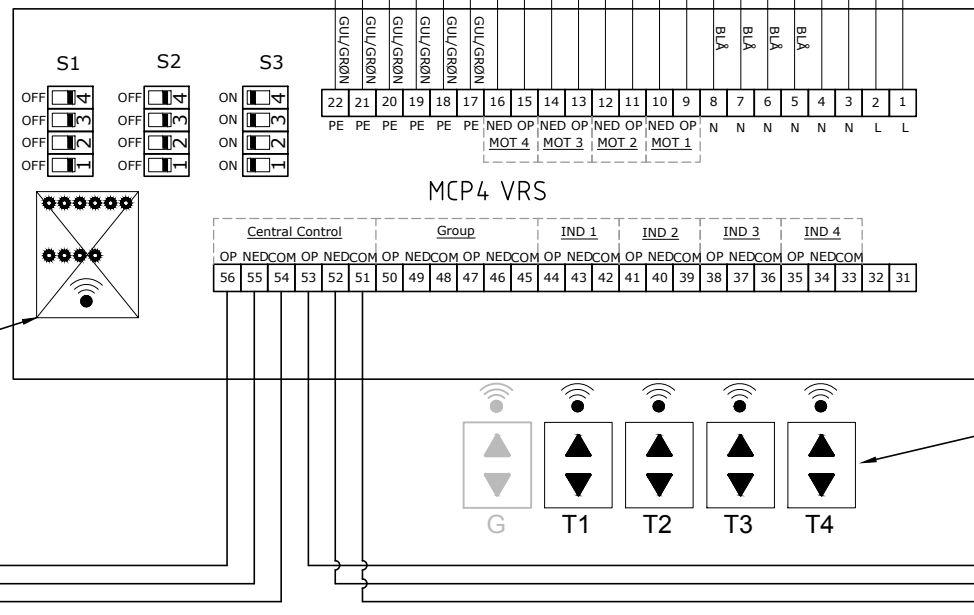 GUL/GRØN GUL/GRØN GUL/GRØN GUL/GRØN GUL/GRØN GUL/GRØN BLÅ BLÅ BLÅ BLÅ
S1 S2 S3
OFF 4 OFF 4 ON 4
OFF 3 OFF 3 ON 3
OFF 2 OFF 2 ON 2
OFF 1 OFF 1 ON 1
22 21 20 19 18 17 16 15 14 13 12 11 10 9 8 7 6 5 4 3 2 1
PE PE PE PE PE PE NED OP NED OP NED OP NED OP N N N N N N L L
MOT 4 MOT 3 MOT 2 MOT 1
MCP4 VRS
Central Control Group IND 1 IND 2 IND 3 IND 4
OP NED COM OP NED COM OP NED COM OP NED COM OP NED COM OP NED COM OP NED COM OP NED COM
56 55 54 53 52 51 50 49 48 47 46 45 44 43 42 41 40 39 38 37 36 35 34 33 32 31
G T1 T2 T3 T4